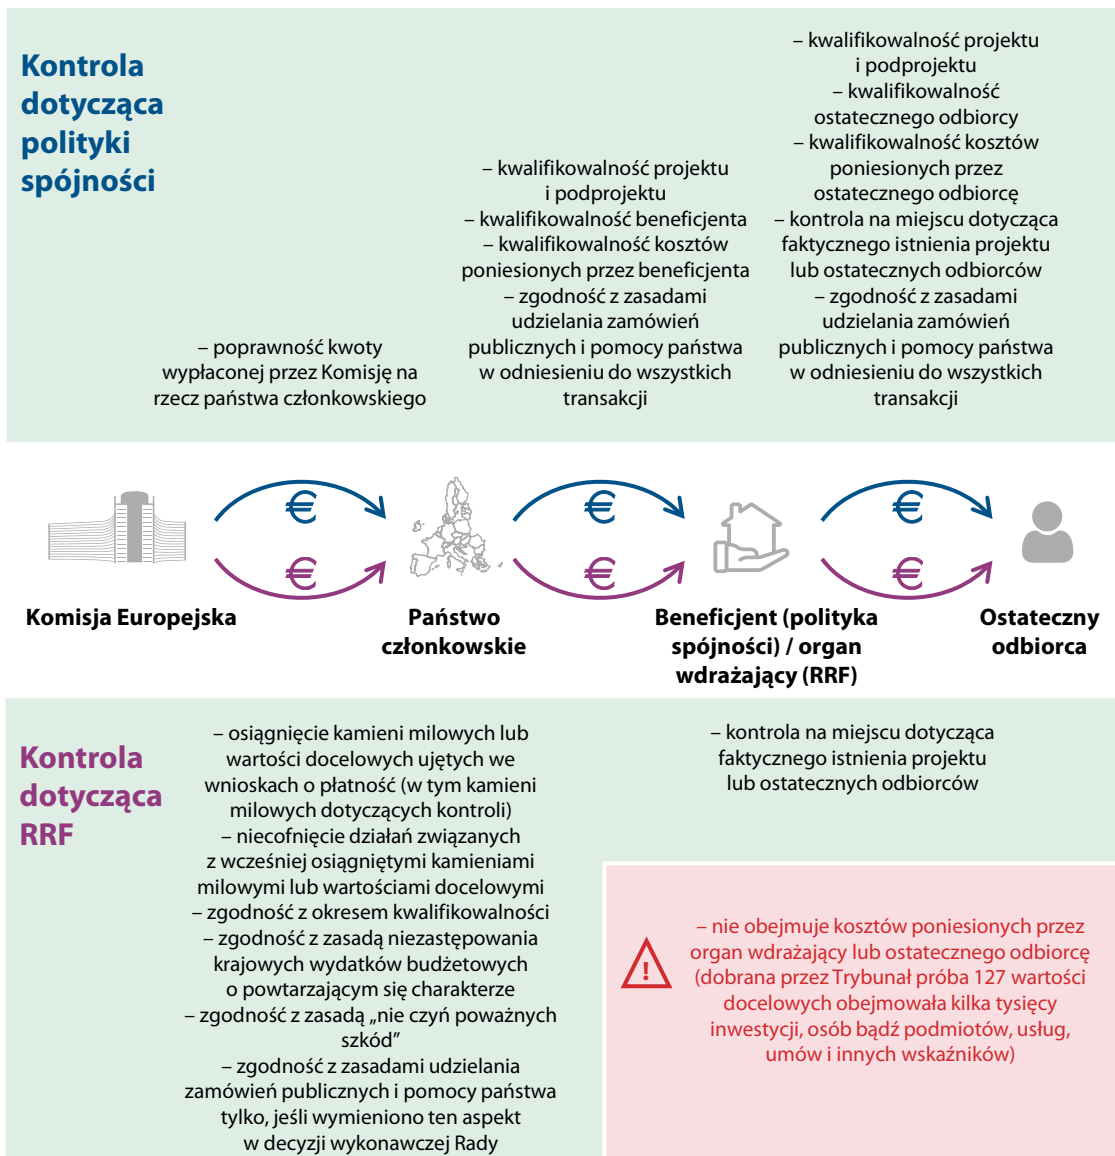 Kontrola
dotycząca
polityki
spójności
– poprawność kwoty
wypłaconej przez Komisję na
rzecz państwa członkowskiego
– kwalifikowalność projektu
i podprojektu
– kwalifikowalność beneficjenta
– kwalifikowalność kosztów
poniesionych przez beneficjenta
– zgodność z zasadami
udzielania zamówień
publicznych i pomocy państwa
w odniesieniu do wszystkich
transakcji
– kwalifikowalność projektu
i podprojektu
– kwalifikowalność
ostatecznego odbiorcy
– kwalifikowalność kosztów
poniesionych przez
ostatecznego odbiorcę
– kontrola na miejscu dotycząca
faktycznego istnienia projektu
lub ostatecznych odbiorców
– zgodność z zasadami
udzielania zamówień
publicznych i pomocy państwa
w odniesieniu do wszystkich
transakcji
€ € €
€ € €
Komisja Europejska
Państwo
członkowskie
Beneficjent (polityka
spójności) / organ
wdrażający (RRF)
Ostateczny
odbiorca
Kontrola
dotycząca
RRF
– osiągnięcie kamieni milowych lub
wartości docelowych ujętych we
wnioskach o płatność (w tym kamieni
milowych dotyczących kontroli)
– niecofnięcie działań związanych
z wcześniej osiągniętymi kamieniami
milowymi lub wartościami docelowymi
– zgodność z okresem kwalifikowalności
– zgodność z zasadą niezastępowania
krajowych wydatków budżetowych
o powtarzającym się charakterze
– zgodność z zasadą „nie czyń poważnych
szkód”
– zgodność z zasadami udzielania
zamówień publicznych i pomocy państwa
tylko, jeśli wymieniono ten aspekt
w decyzji wykonawczej Rady
– kontrola na miejscu dotycząca
faktycznego istnienia projektu
lub ostatecznych odbiorców
!
– nie obejmuje kosztów poniesionych przez
organ wdrażający lub ostatecznego odbiorcę
(dobrana przez Trybunał próba 127 wartości
docelowych obejmowała kilka tysięcy
inwestycji, osób bądź podmiotów, usług,
umów i innych wskaźników)